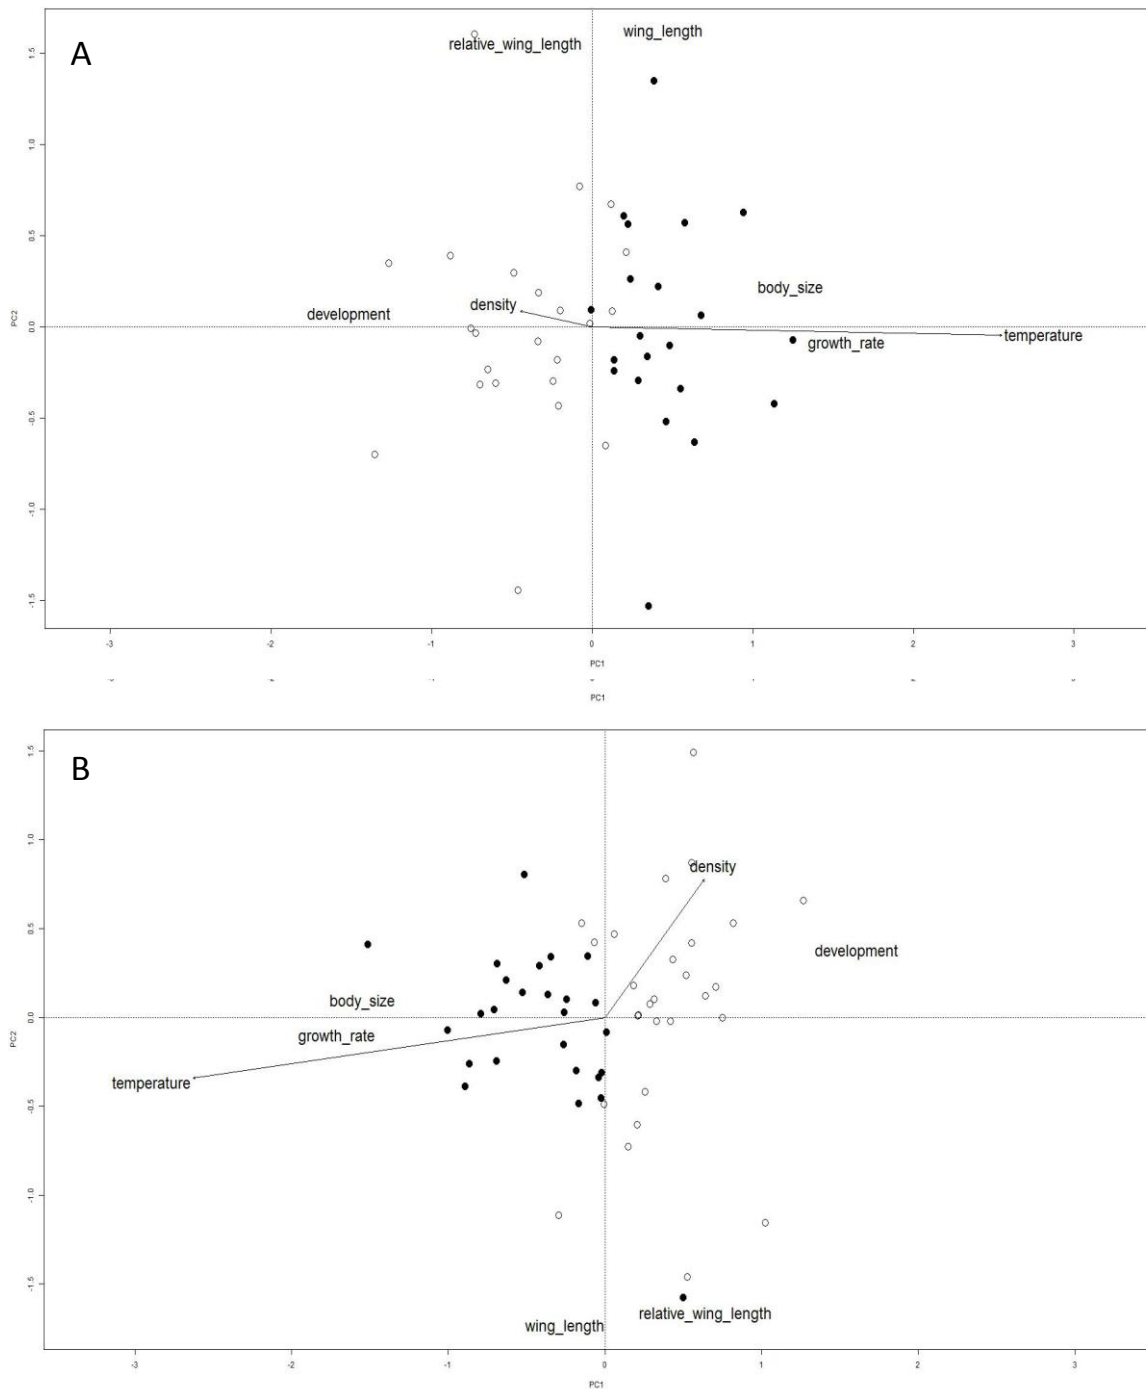 A
relative_wing_length
wing_length
1.5
1.0
0.5
0.0
-0.5
-1.0
-1.5
PC2
body_size
density
development
temperature
growth_rate
-3
-2
-1
0
1
2
3
PC1
PC1
B
1.5
1.0
0.5
0.0
-0.5
-1.0
-1.5
PC2
density
development
body_size
growth_rate
temperature
relative_wing_length
wing_length
-3
-2
-1
0
1
2
3
PC1